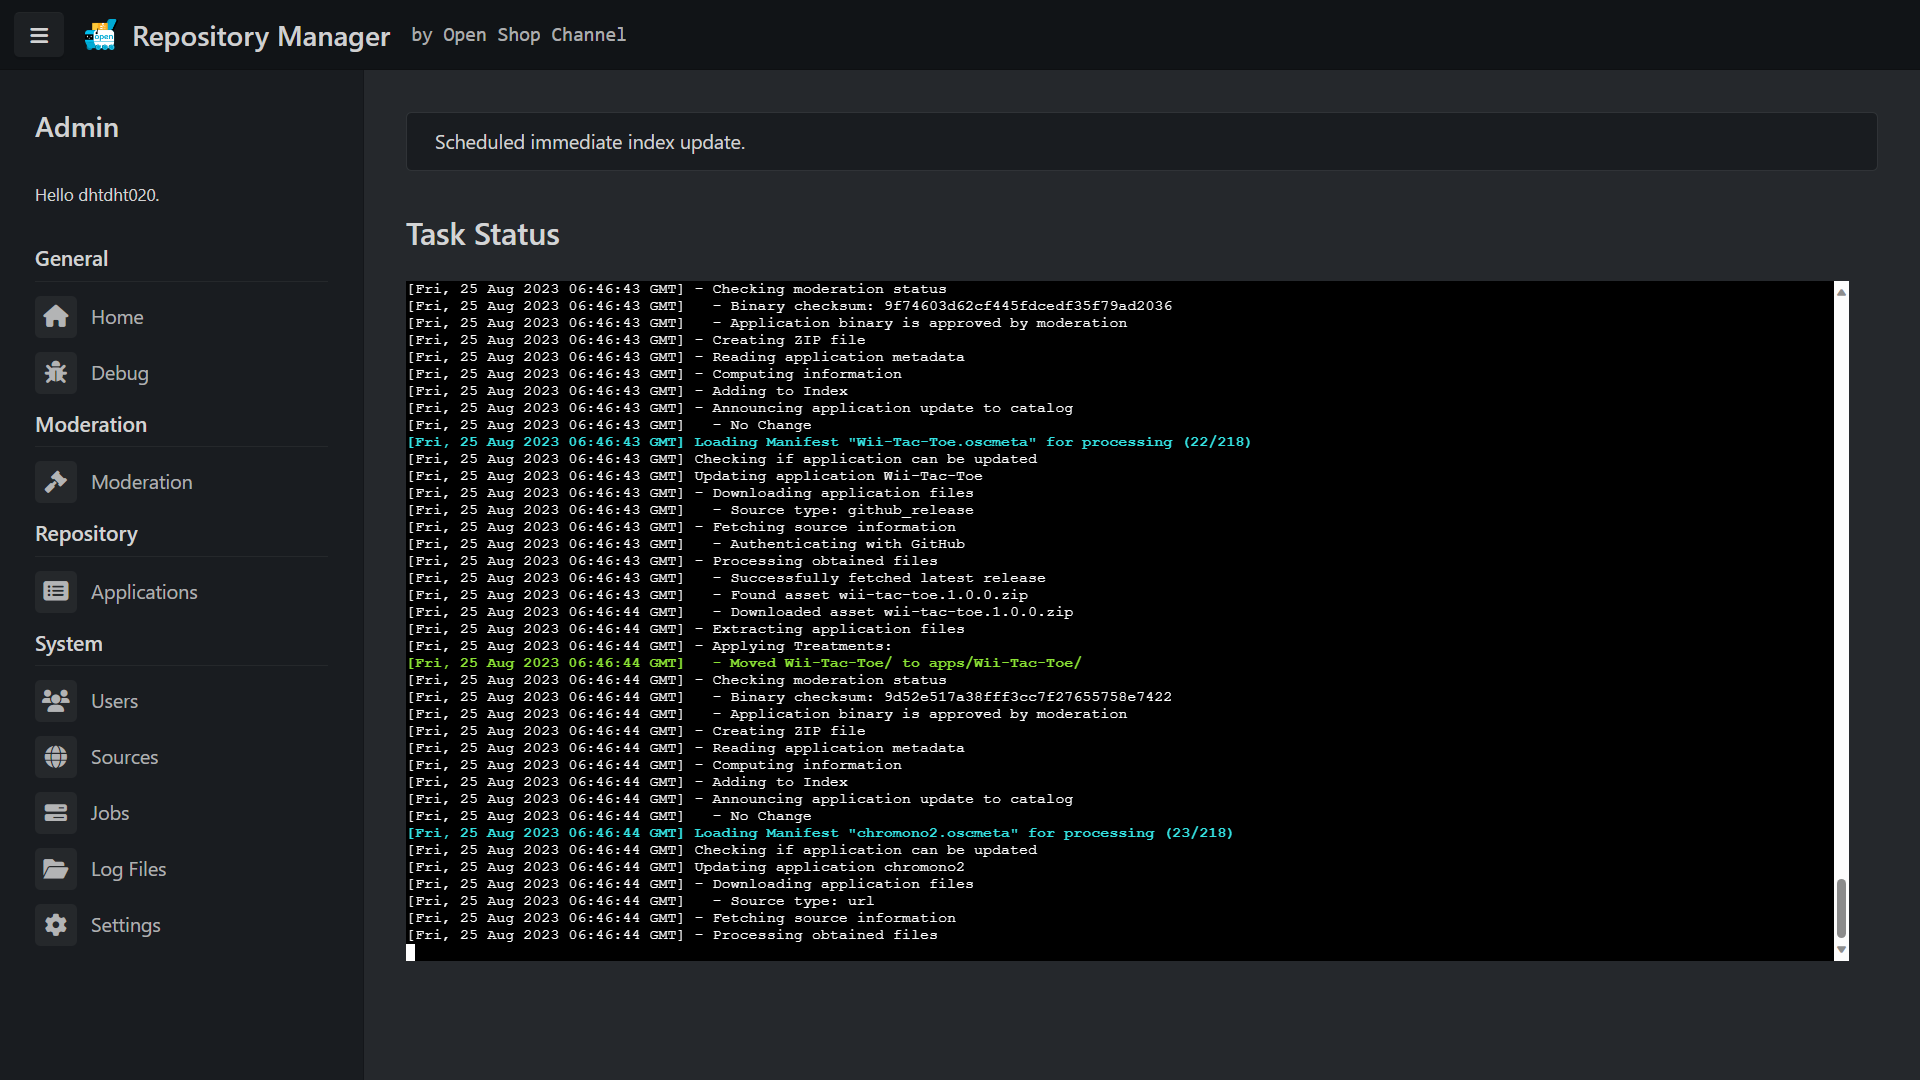 Repository Manager by Open Shop Channel
Admin
Hello dhtdht020.
General
Home
Debug
Moderation
Moderation
Repository
Applications
System
Users
Sources
Jobs
Log Files
Settings
Scheduled immediate index update.
Task Status
[Fri, 25 Aug 2023 06:46:43 GMT] - Checking moderation status
[Fri, 25 Aug 2023 06:46:43 GMT]   - Binary checksum: 9f74603d62cf445fdcedf35f79ad2036
[Fri, 25 Aug 2023 06:46:43 GMT]   - Application binary is approved by moderation
[Fri, 25 Aug 2023 06:46:43 GMT] - Creating ZIP file
[Fri, 25 Aug 2023 06:46:43 GMT] - Reading application metadata
[Fri, 25 Aug 2023 06:46:43 GMT] - Computing information
[Fri, 25 Aug 2023 06:46:43 GMT] - Adding to Index
[Fri, 25 Aug 2023 06:46:43 GMT] - Announcing application update to catalog
[Fri, 25 Aug 2023 06:46:43 GMT]   - No Change
[Fri, 25 Aug 2023 06:46:43 GMT] Loading Manifest "Wii-Tac-Toe.oscmeta" for processing (22/218)
[Fri, 25 Aug 2023 06:46:43 GMT] Checking if application can be updated
[Fri, 25 Aug 2023 06:46:43 GMT] Updating application Wii-Tac-Toe
[Fri, 25 Aug 2023 06:46:43 GMT] - Downloading application files
[Fri, 25 Aug 2023 06:46:43 GMT]   - Source type: github_release
[Fri, 25 Aug 2023 06:46:43 GMT] - Fetching source information
[Fri, 25 Aug 2023 06:46:43 GMT]   - Authenticating with GitHub
[Fri, 25 Aug 2023 06:46:43 GMT] - Processing obtained files
[Fri, 25 Aug 2023 06:46:43 GMT]   - Successfully fetched latest release
[Fri, 25 Aug 2023 06:46:43 GMT]   - Found asset wii-tac-toe.1.0.0.zip
[Fri, 25 Aug 2023 06:46:44 GMT]   - Downloaded asset wii-tac-toe.1.0.0.zip
[Fri, 25 Aug 2023 06:46:44 GMT] - Extracting application files
[Fri, 25 Aug 2023 06:46:44 GMT] - Applying Treatments:
[Fri, 25 Aug 2023 06:46:44 GMT]   - Moved Wii-Tac-Toe/ to apps/Wii-Tac-Toe/
[Fri, 25 Aug 2023 06:46:44 GMT] - Checking moderation status
[Fri, 25 Aug 2023 06:46:44 GMT]   - Binary checksum: 9d52e517a38fff3cc7f27655758e7422
[Fri, 25 Aug 2023 06:46:44 GMT]   - Application binary is approved by moderation
[Fri, 25 Aug 2023 06:46:44 GMT] - Creating ZIP file
[Fri, 25 Aug 2023 06:46:44 GMT] - Reading application metadata
[Fri, 25 Aug 2023 06:46:44 GMT] - Computing information
[Fri, 25 Aug 2023 06:46:44 GMT] - Adding to Index
[Fri, 25 Aug 2023 06:46:44 GMT] - Announcing application update to catalog
[Fri, 25 Aug 2023 06:46:44 GMT]   - No Change
[Fri, 25 Aug 2023 06:46:44 GMT] Loading Manifest "chromono2.oscmeta" for processing (23/218)
[Fri, 25 Aug 2023 06:46:44 GMT] Checking if application can be updated
[Fri, 25 Aug 2023 06:46:44 GMT] Updating application chromono2
[Fri, 25 Aug 2023 06:46:44 GMT] - Downloading application files
[Fri, 25 Aug 2023 06:46:44 GMT]   - Source type: url
[Fri, 25 Aug 2023 06:46:44 GMT] - Fetching source information
[Fri, 25 Aug 2023 06:46:44 GMT] - Processing obtained files